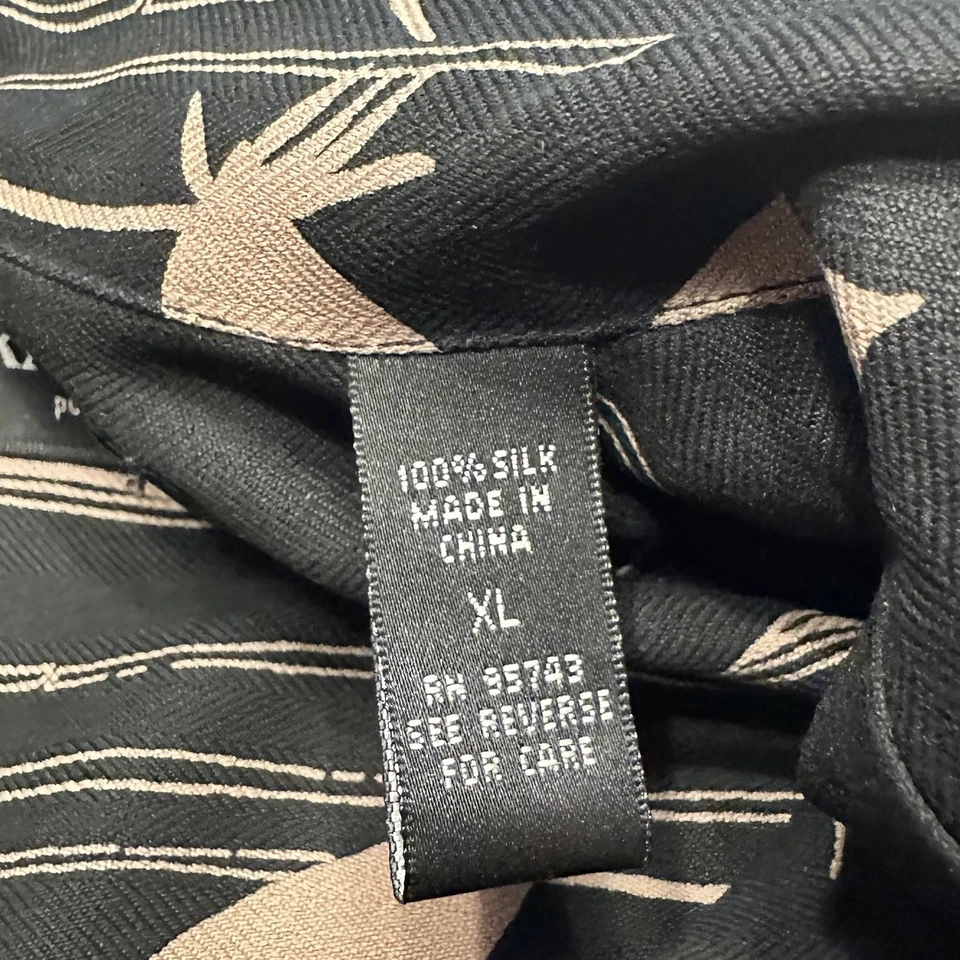 100% SILK
MADE IN
CHINA
XL
RN 95743
SEE REVERSE
FOR CARE